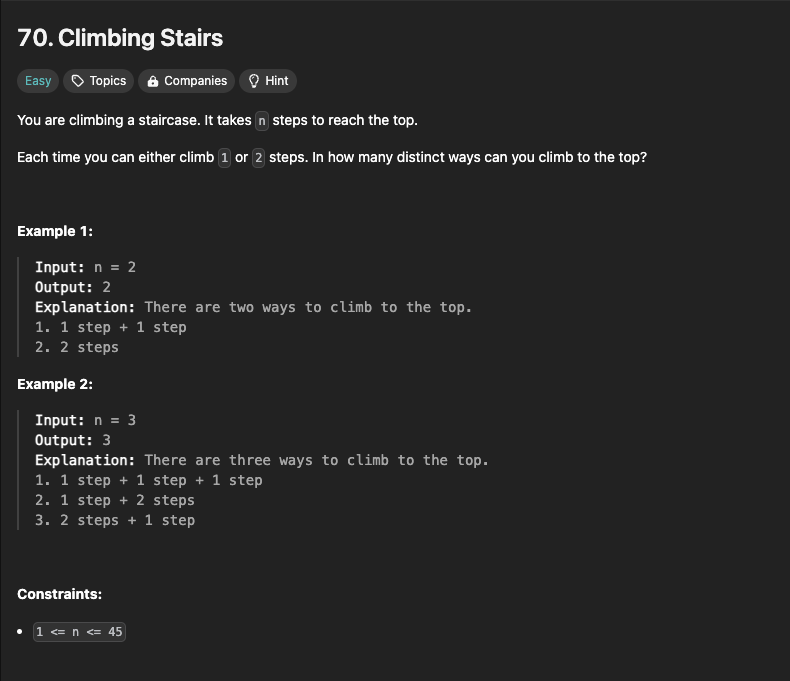 70. Climbing Stairs
Easy Topics Companies Hint
You are climbing a staircase. It takes n steps to reach the top.
Each time you can either climb 1 or 2 steps. In how many distinct ways can you climb to the top?
Example 1:
Input: n = 2
Output: 2
Explanation: There are two ways to climb to the top.
1. 1 step + 1 step
2. 2 steps
Example 2:
Input: n = 3
Output: 3
Explanation: There are three ways to climb to the top.
1. 1 step + 1 step + 1 step
2. 1 step + 2 steps
3. 2 steps + 1 step
Constraints:
• 1 <= n <= 45